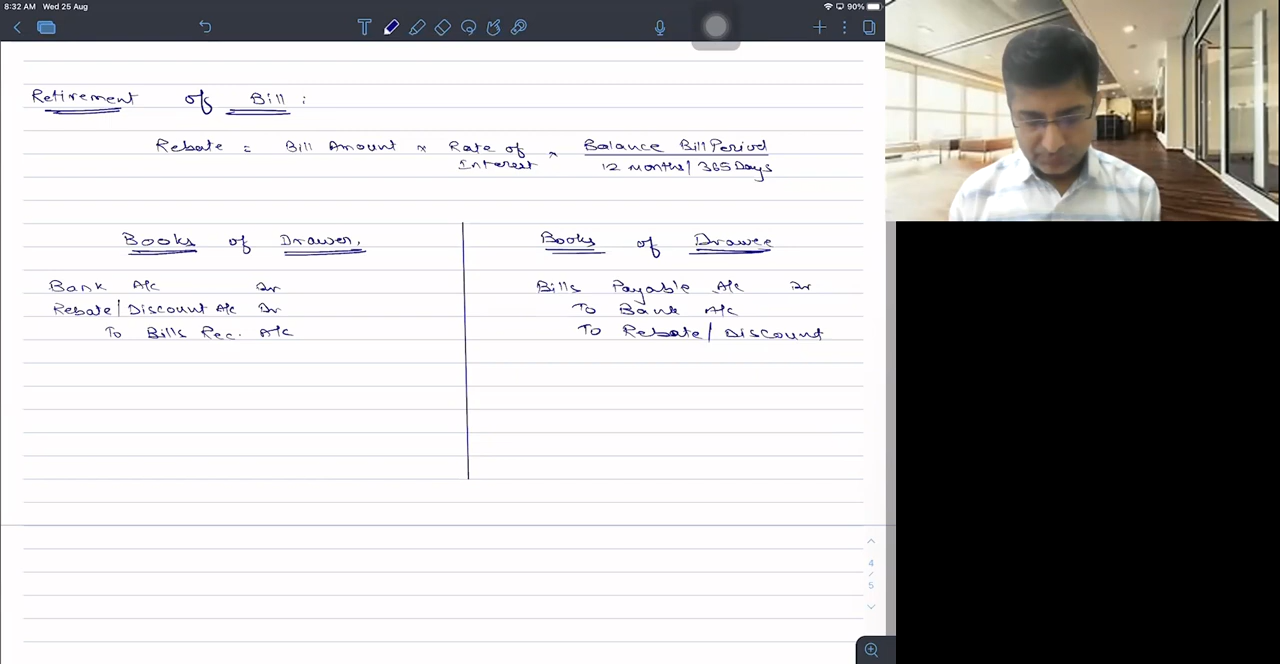 8:32 AM Wed 25 Aug
90%
T
Retirement of Bill :
Rebate = Bill Amount × Rate of Interest × Balance Bill Period
12 months/ 365 Days
Books of Drawer,
Bank A/c Dr
Rebate/Discount A/c Dr
To Bills Rec. A/c
Books of Drawee
Bills Payable A/c Dr
To Bank A/c
To Rebate/ Discount
4
/
5